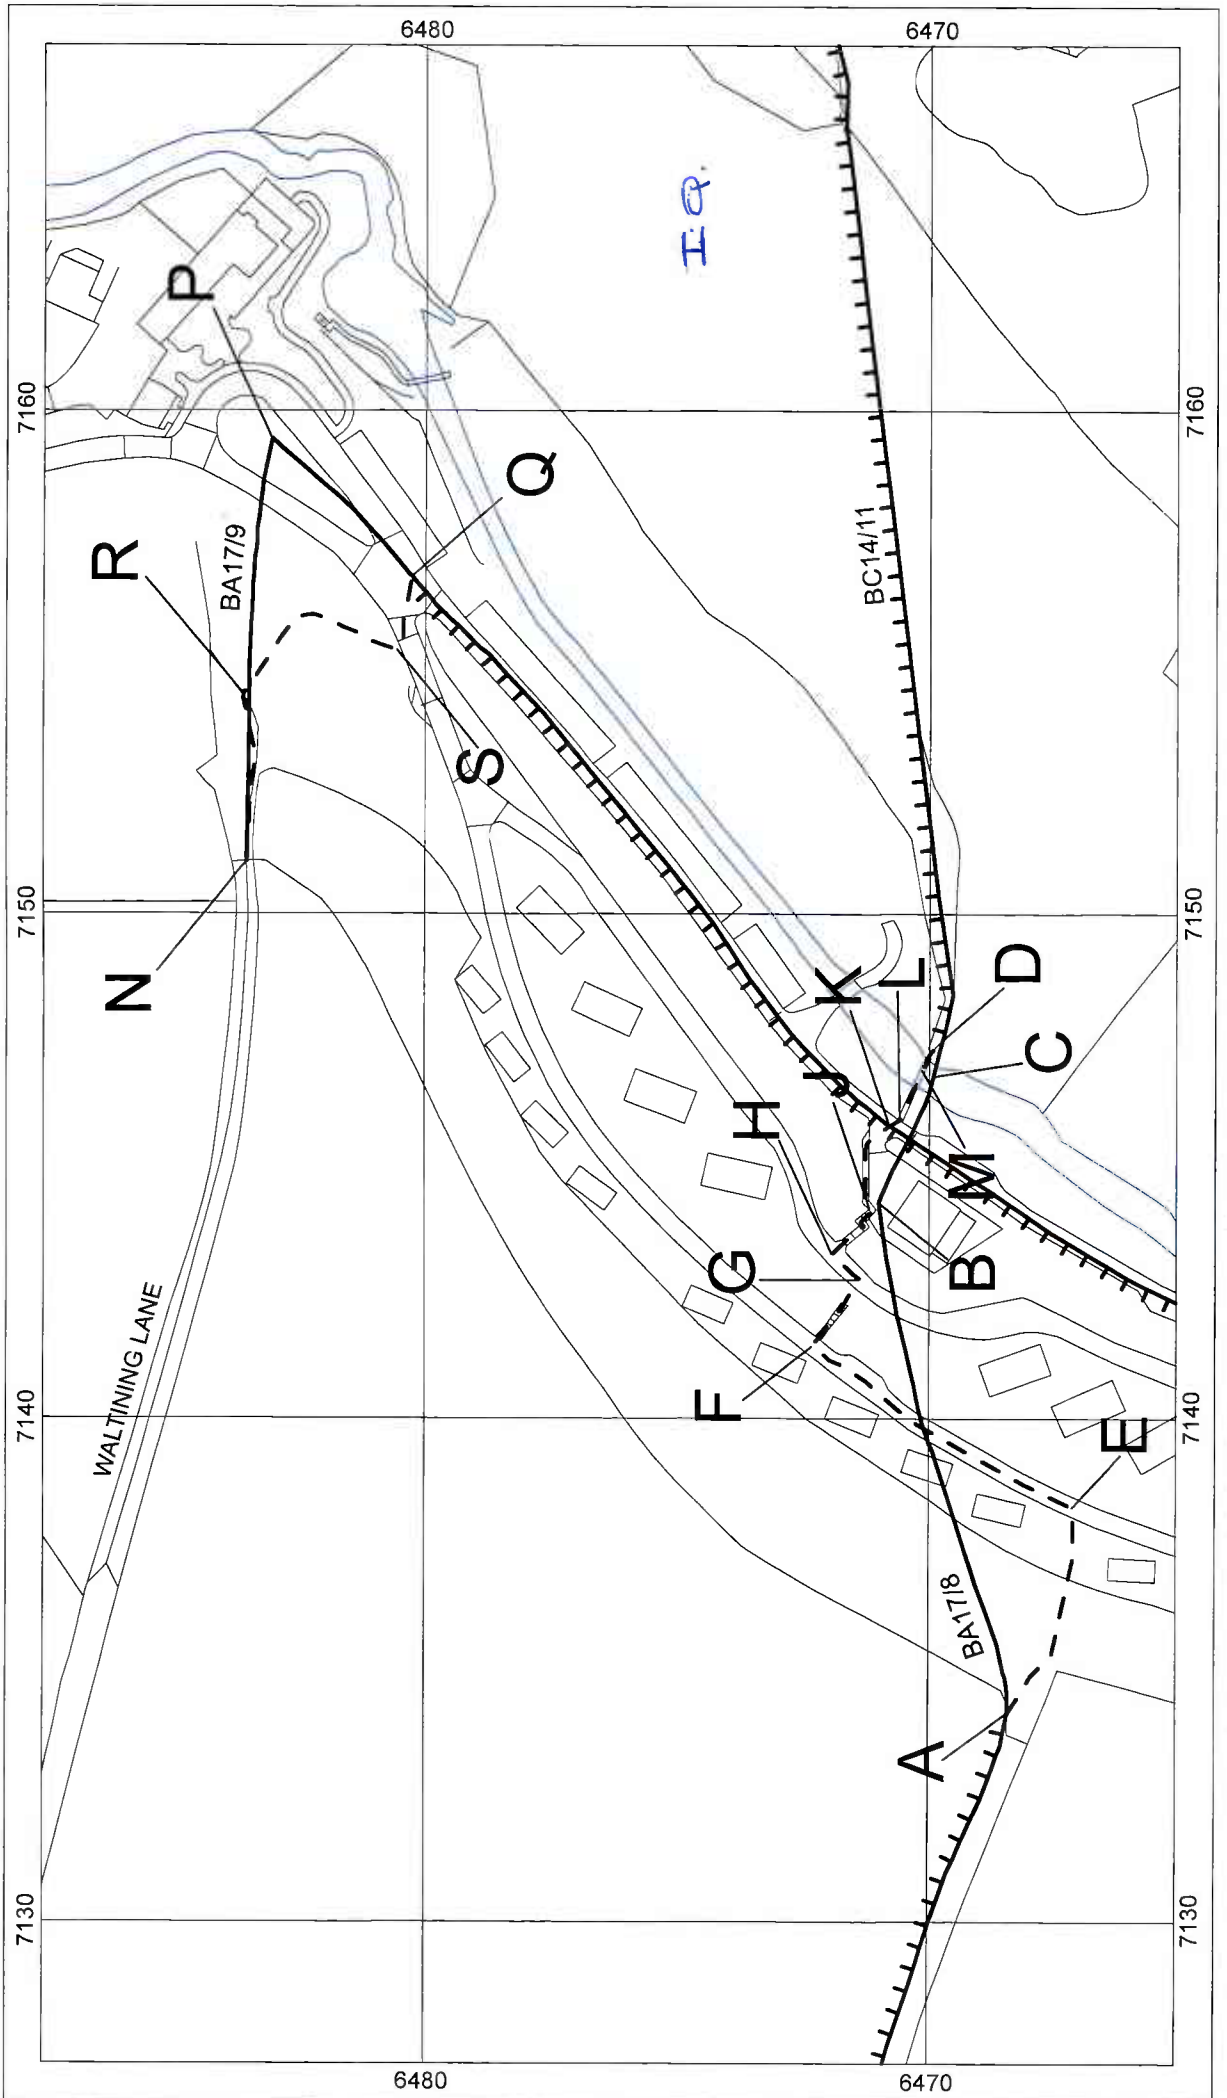 6480
6470
I.Q.
P
7160
7160
Q
R
BA17/9
BC14/11
S
7150
7150
N
K
L
D
C
J
H
M
G
B
WALTINING LANE
F
7140
7140
E
BA17/8
A
7130
7130
6480
6470